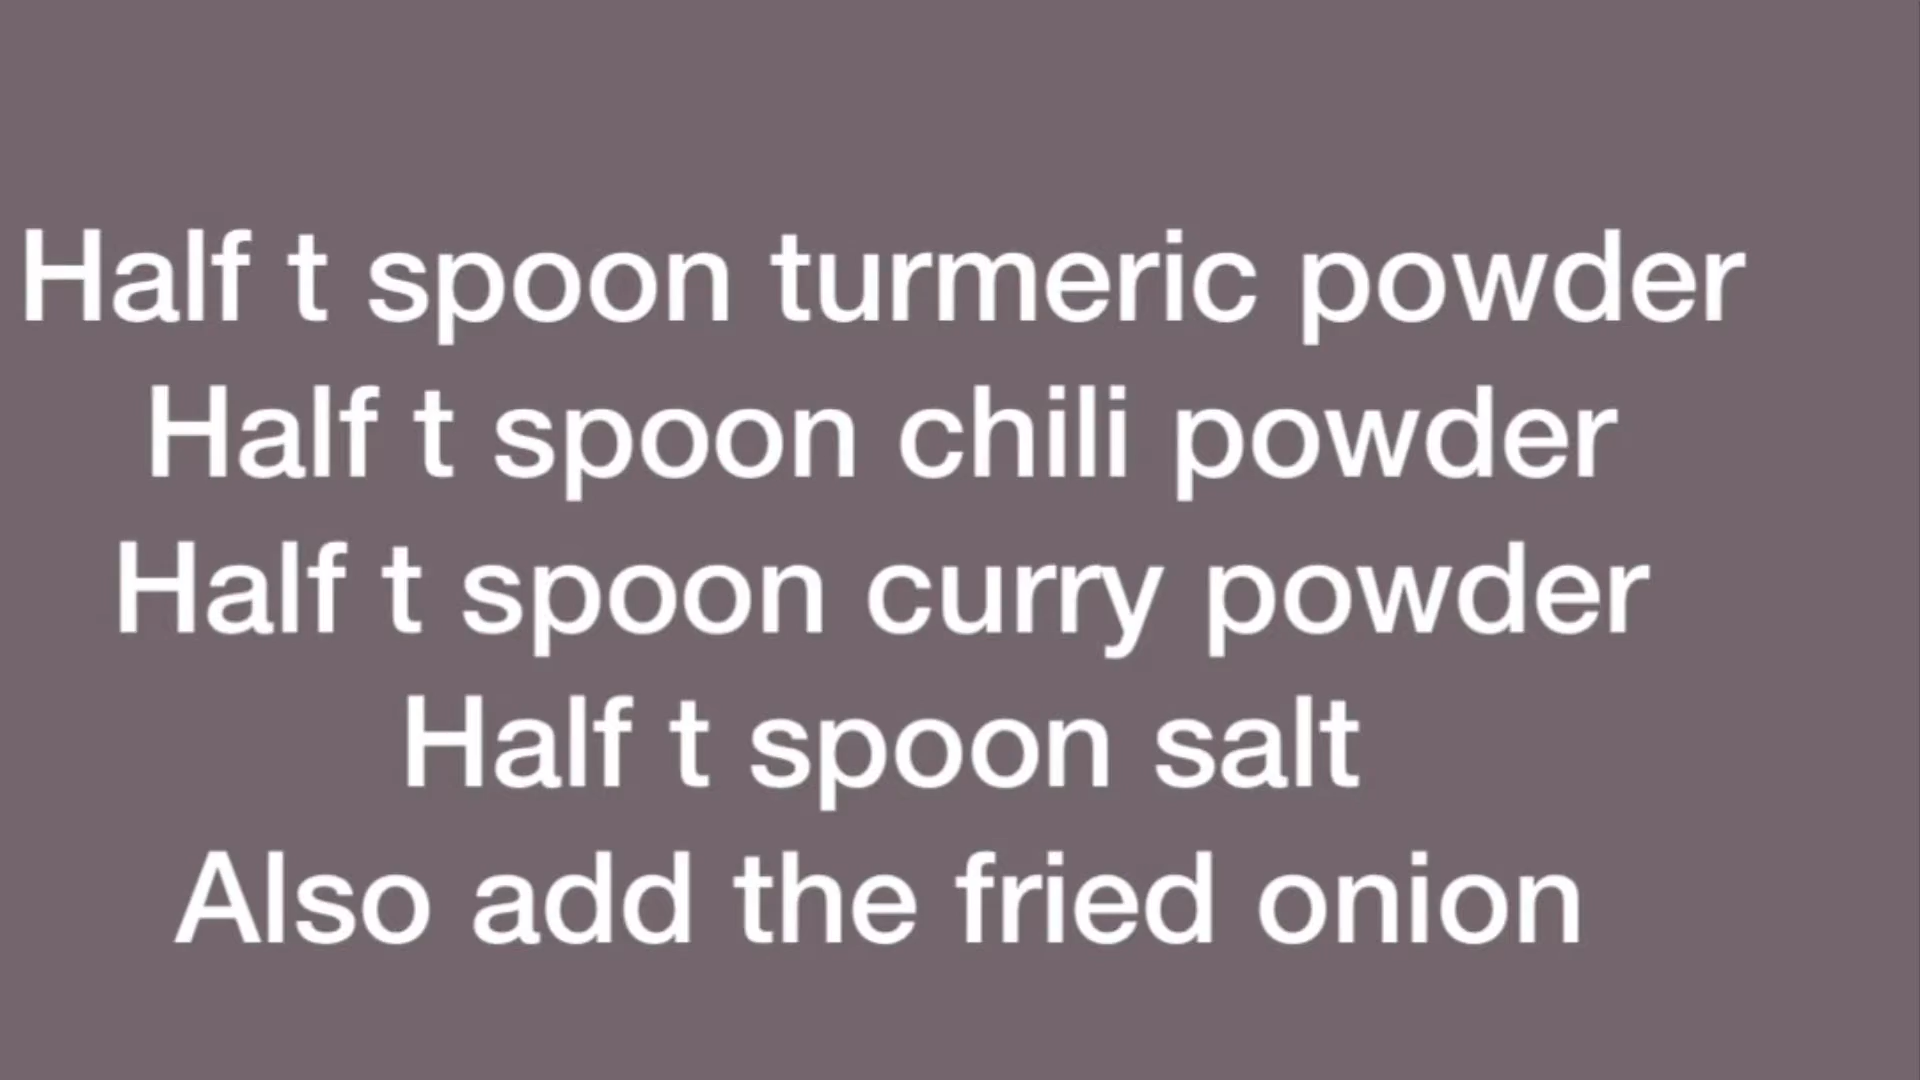 Half t spoon turmeric powder
Half t spoon chili powder
Half t spoon curry powder
Half t spoon salt
Also add the fried onion